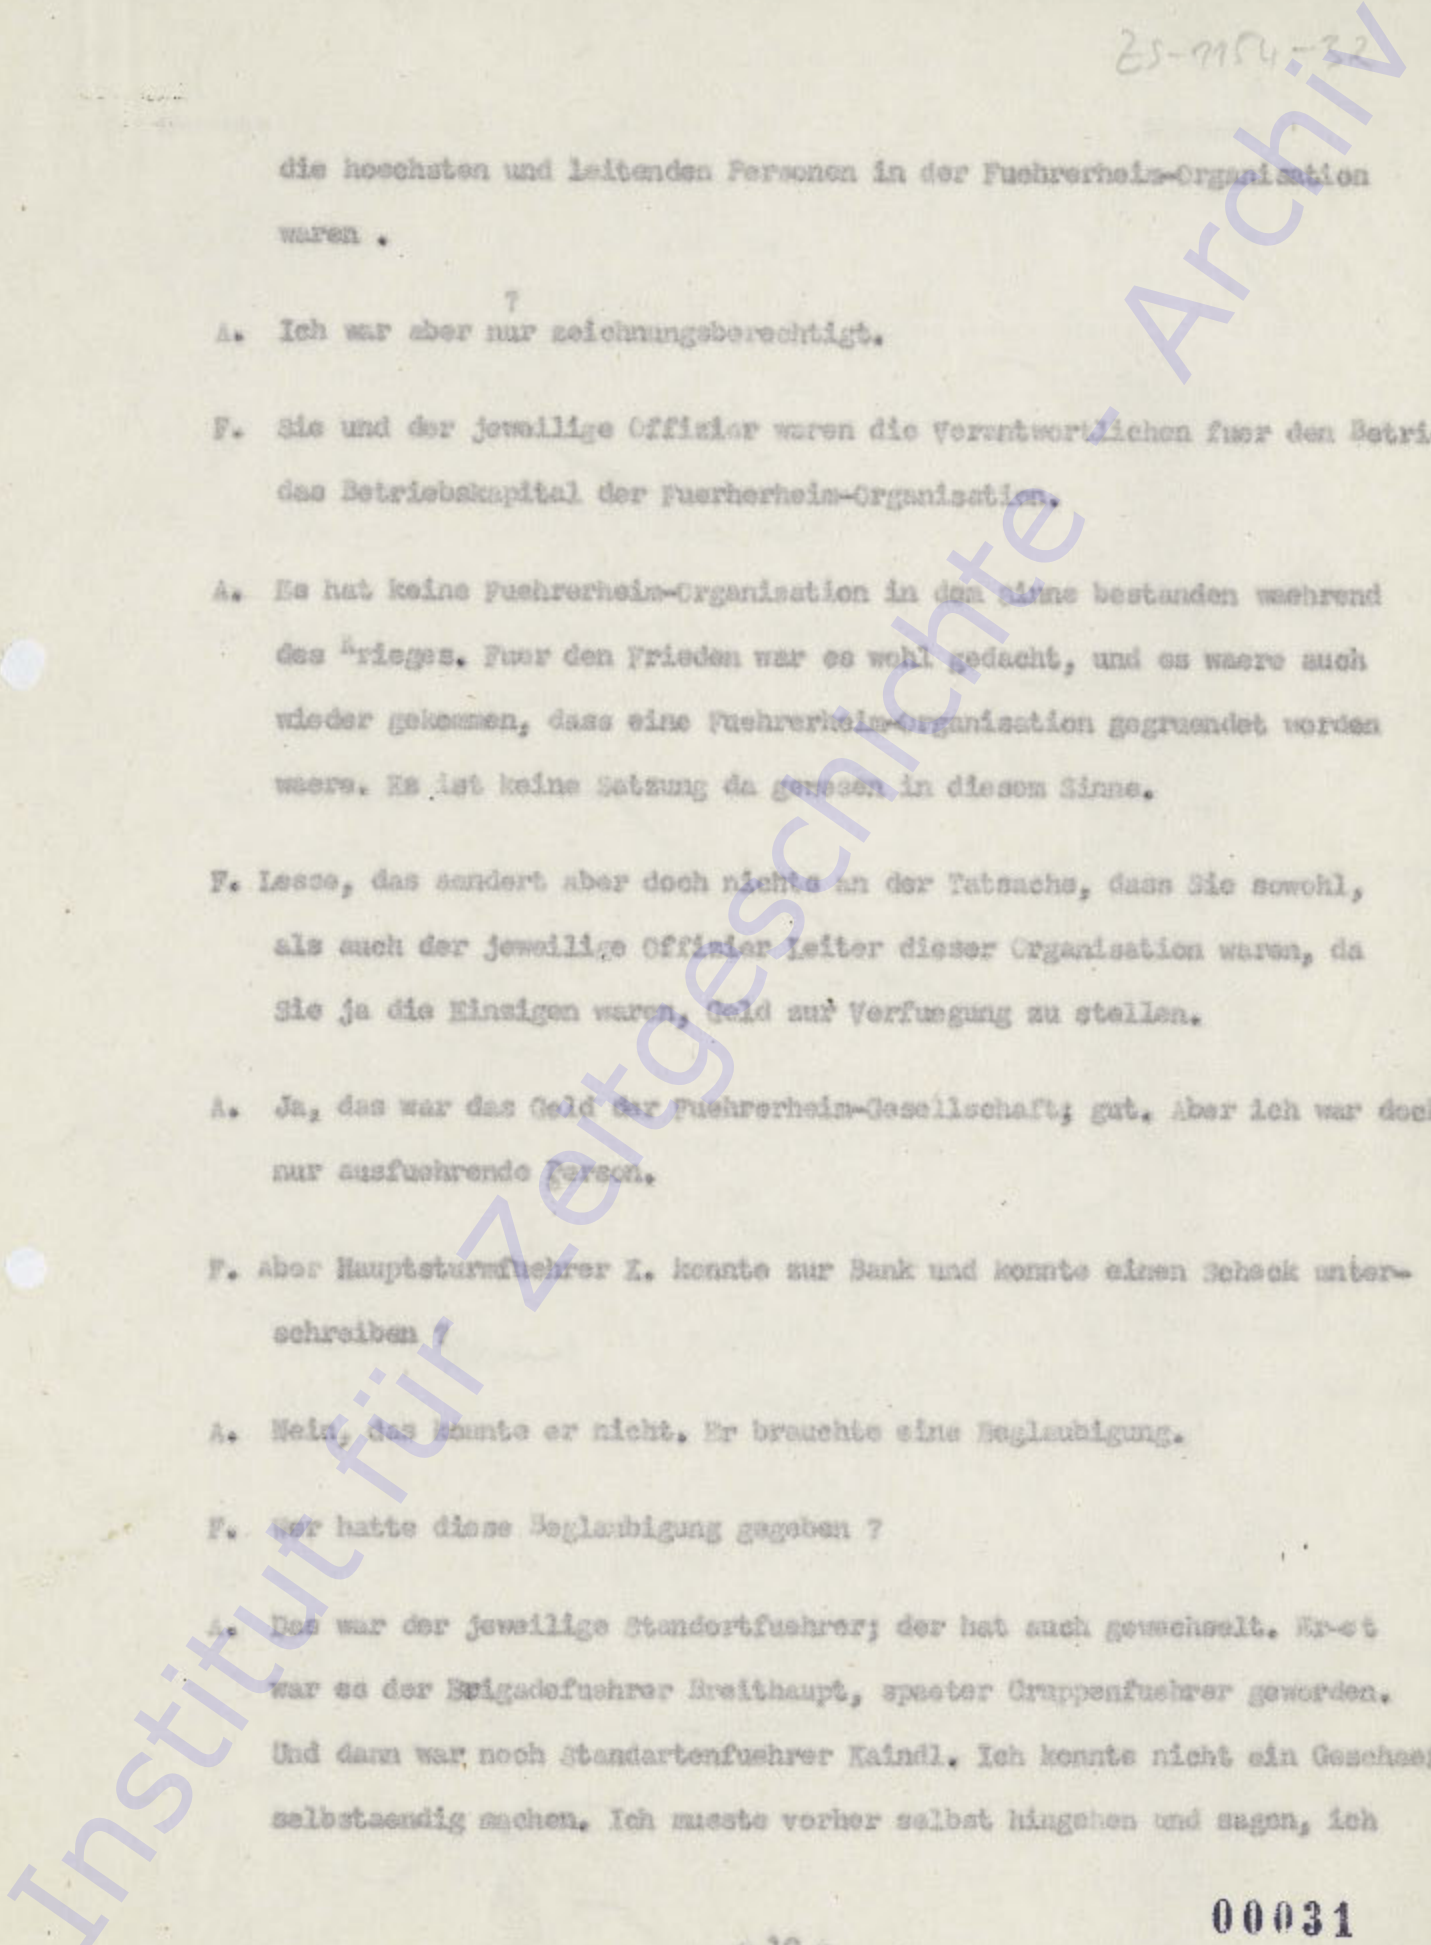 ZS-1154-32
die hoechsten und leitenden Personen in der Fuehrerheim-Organisation
waren .
?
A. Ich war aber nur zeichnungsberechtigt.
F. Sie und der jeweilige Offizier waren die Verantwortlichen fuer den Betri
das Betriebskapital der Fuerherheim-Organisation.
A. Es hat keine Fuehrerheim-Organisation in dem Sinne bestanden waehrend
des Krieges. Fuer den Frieden war es wohl gedacht, und es waere auch
wieder gekommen, dass eine Fuehrerheim-Organisation gegruendet worden
waere. Es ist keine Satzung da gewesen in diesem Sinne.
F. Lesse, das aendert aber doch nichts an der Tatsache, dass Sie sowohl,
als auch der jeweilige Offizier Leiter dieser Organisation waren, da
Sie ja die Einzigen waren, Geld zur Verfuegung zu stellen.
A. Ja, das war das Geld der Fuehrerheim-Gesellschaft; gut. Aber ich war doch
nur ausfuehrende Person.
F. Aber Hauptsturmfuehrer X. konnte zur Bank und konnte einen Scheck unter-
schreiben ?
A. Nein, das konnte er nicht. Er brauchte eine Beglaubigung.
F. Wer hatte diese Beglaubigung gegeben ?
A. Das war der jeweilige Standortfuehrer; der hat auch gewechselt. Er-st
war es der Brigadefuehrer Breithaupt, spaeter Gruppenfuehrer geworden.
Und dann war noch Standartenfuehrer Kaindl. Ich konnte nicht ein Geschae
selbstaendig machen. Ich musste vorher selbst hingehen und sagen, ich
00031
Institut für Zeitgeschichte - Archiv